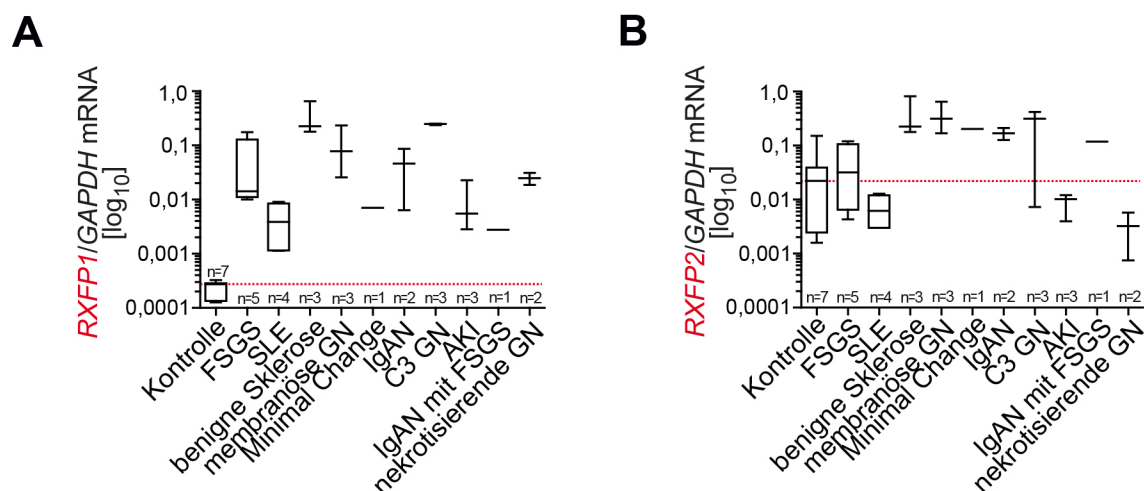 A
RXFP1/GAPDH mRNA
[log10]
1,0
0,1
0,01
0,001
0,0001
n=7
n=5
n=4
n=3
n=3
n=1
n=2
n=3
n=3
n=1
n=2
Kontrolle
FSGS
SLE
benigne Sklerose
membranöse GN
Minimal Change
IgAN
C3 GN
AKI
IgAN mit FSGS
nekrotisierende GN
B
RXFP2/GAPDH mRNA
[log10]
1.0
0,1
0,01
0,001
0,0001
n=7
n=5
n=4
n=3
n=3
n=1
n=2
n=3
n=3
n=1
n=2
Kontrolle
FSGS
SLE
benigne Sklerose
membranöse GN
Minimal Change
IgAN
C3 GN
AKI
IgAN mit FSGS
nekrotisierende GN